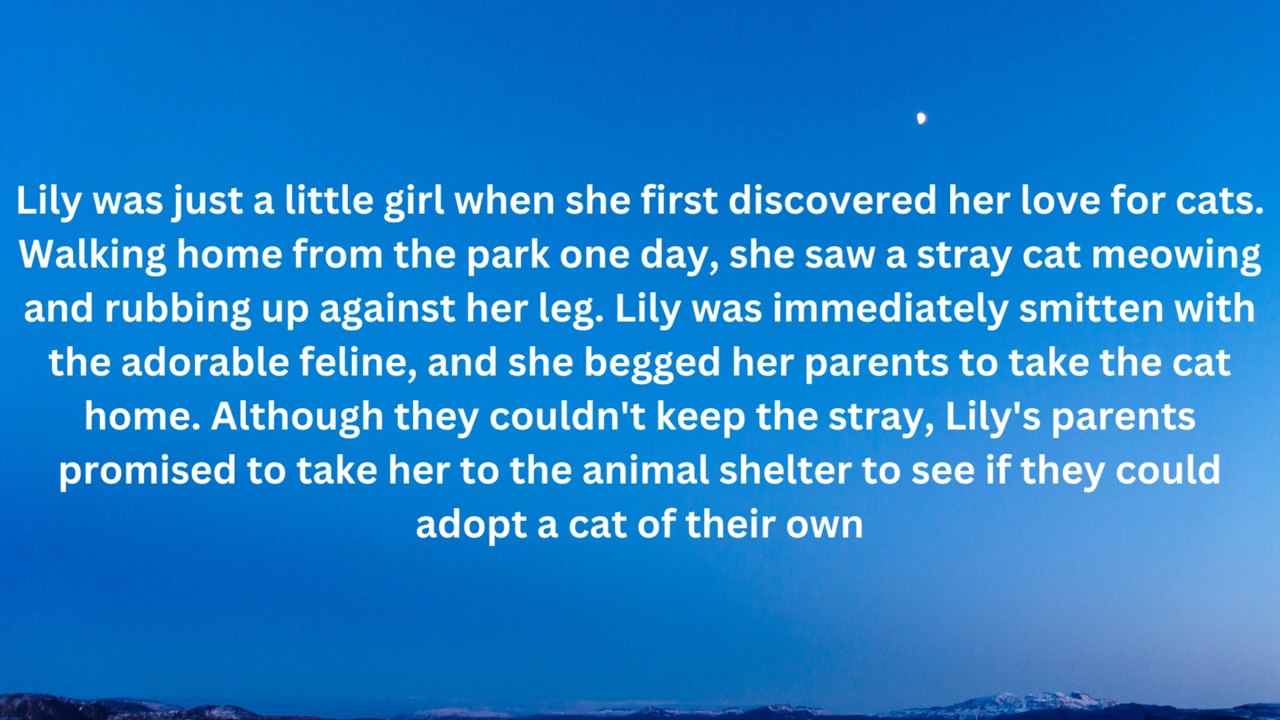 Lily was just a little girl when she first discovered her love for cats.
Walking home from the park one day, she saw a stray cat meowing
and rubbing up against her leg. Lily was immediately smitten with
the adorable feline, and she begged her parents to take the cat
home. Although they couldn't keep the stray, Lily's parents
promised to take her to the animal shelter to see if they could
adopt a cat of their own